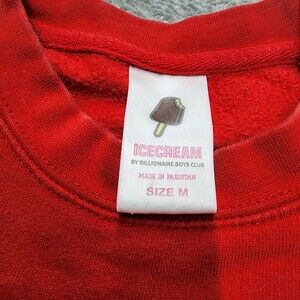 ICECREAM
BY BILLIONAIRE BOYS CLUB
MADE IN PAKISTAN
SIZE M